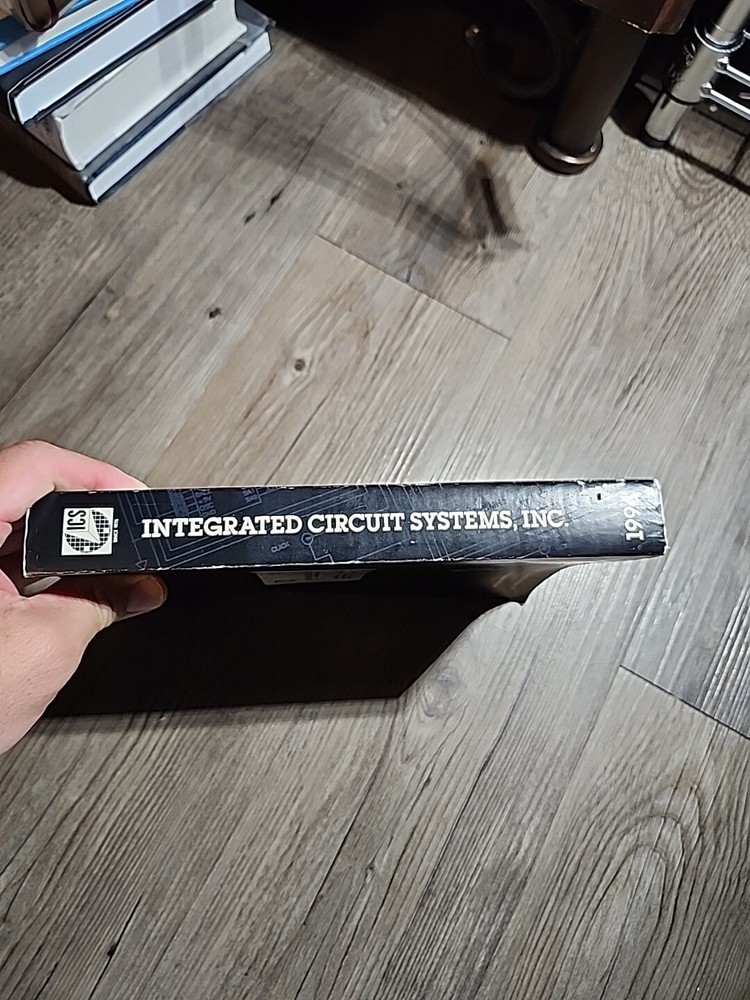 ICS
INTEGRATED CIRCUIT SYSTEMS, INC.